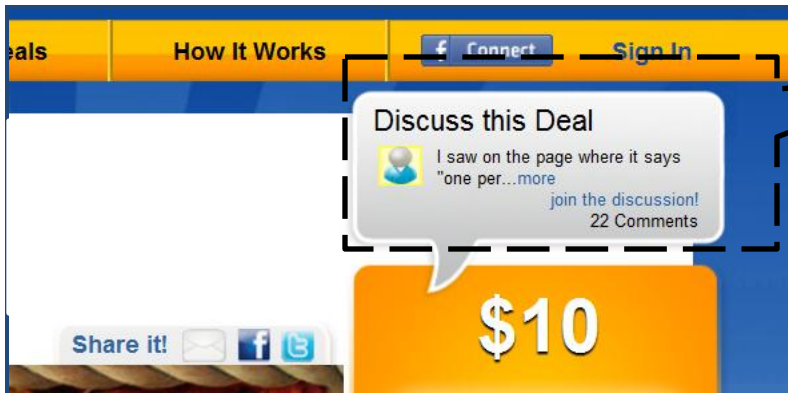 eals
How It Works
f Connect
Sign In
Discuss this Deal
I saw on the page where it says
"one per...more
join the discussion!
22 Comments
$10
Share it!